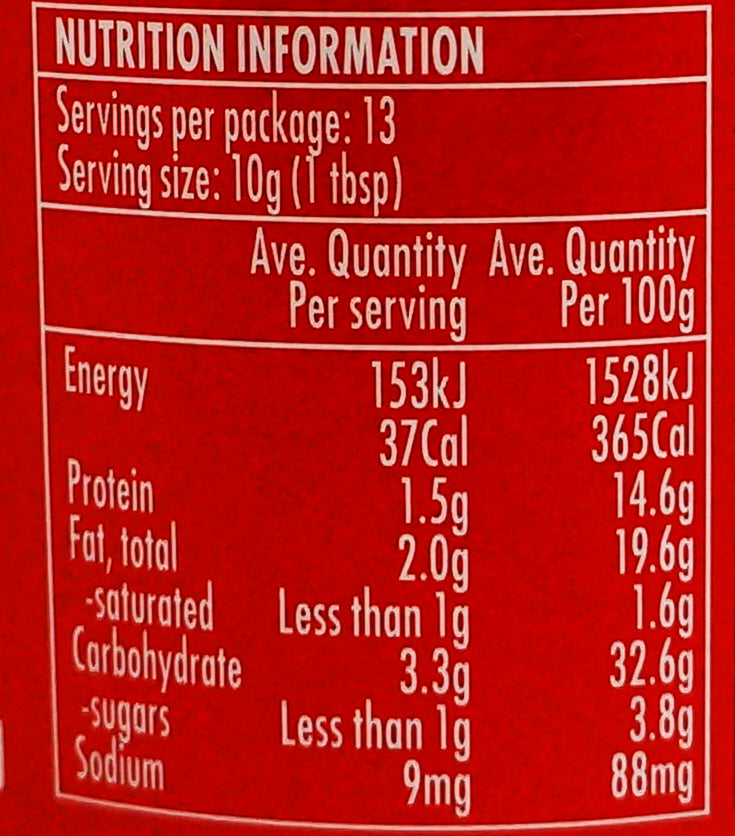 NUTRITION INFORMATION
Servings per package: 13
Serving size: 10g (1 tbsp)
Ave. Quantity Ave. Quantity
Per serving Per 100g
Energy 153kJ 1528kJ
37Cal 365Cal
Protein 1.5g 14.6g
Fat, total 2.0g 19.6g
-saturated Less than 1g 1.6g
Carbohydrate 3.3g 32.6g
-sugars Less than 1g 3.8g
Sodium 9mg 88mg